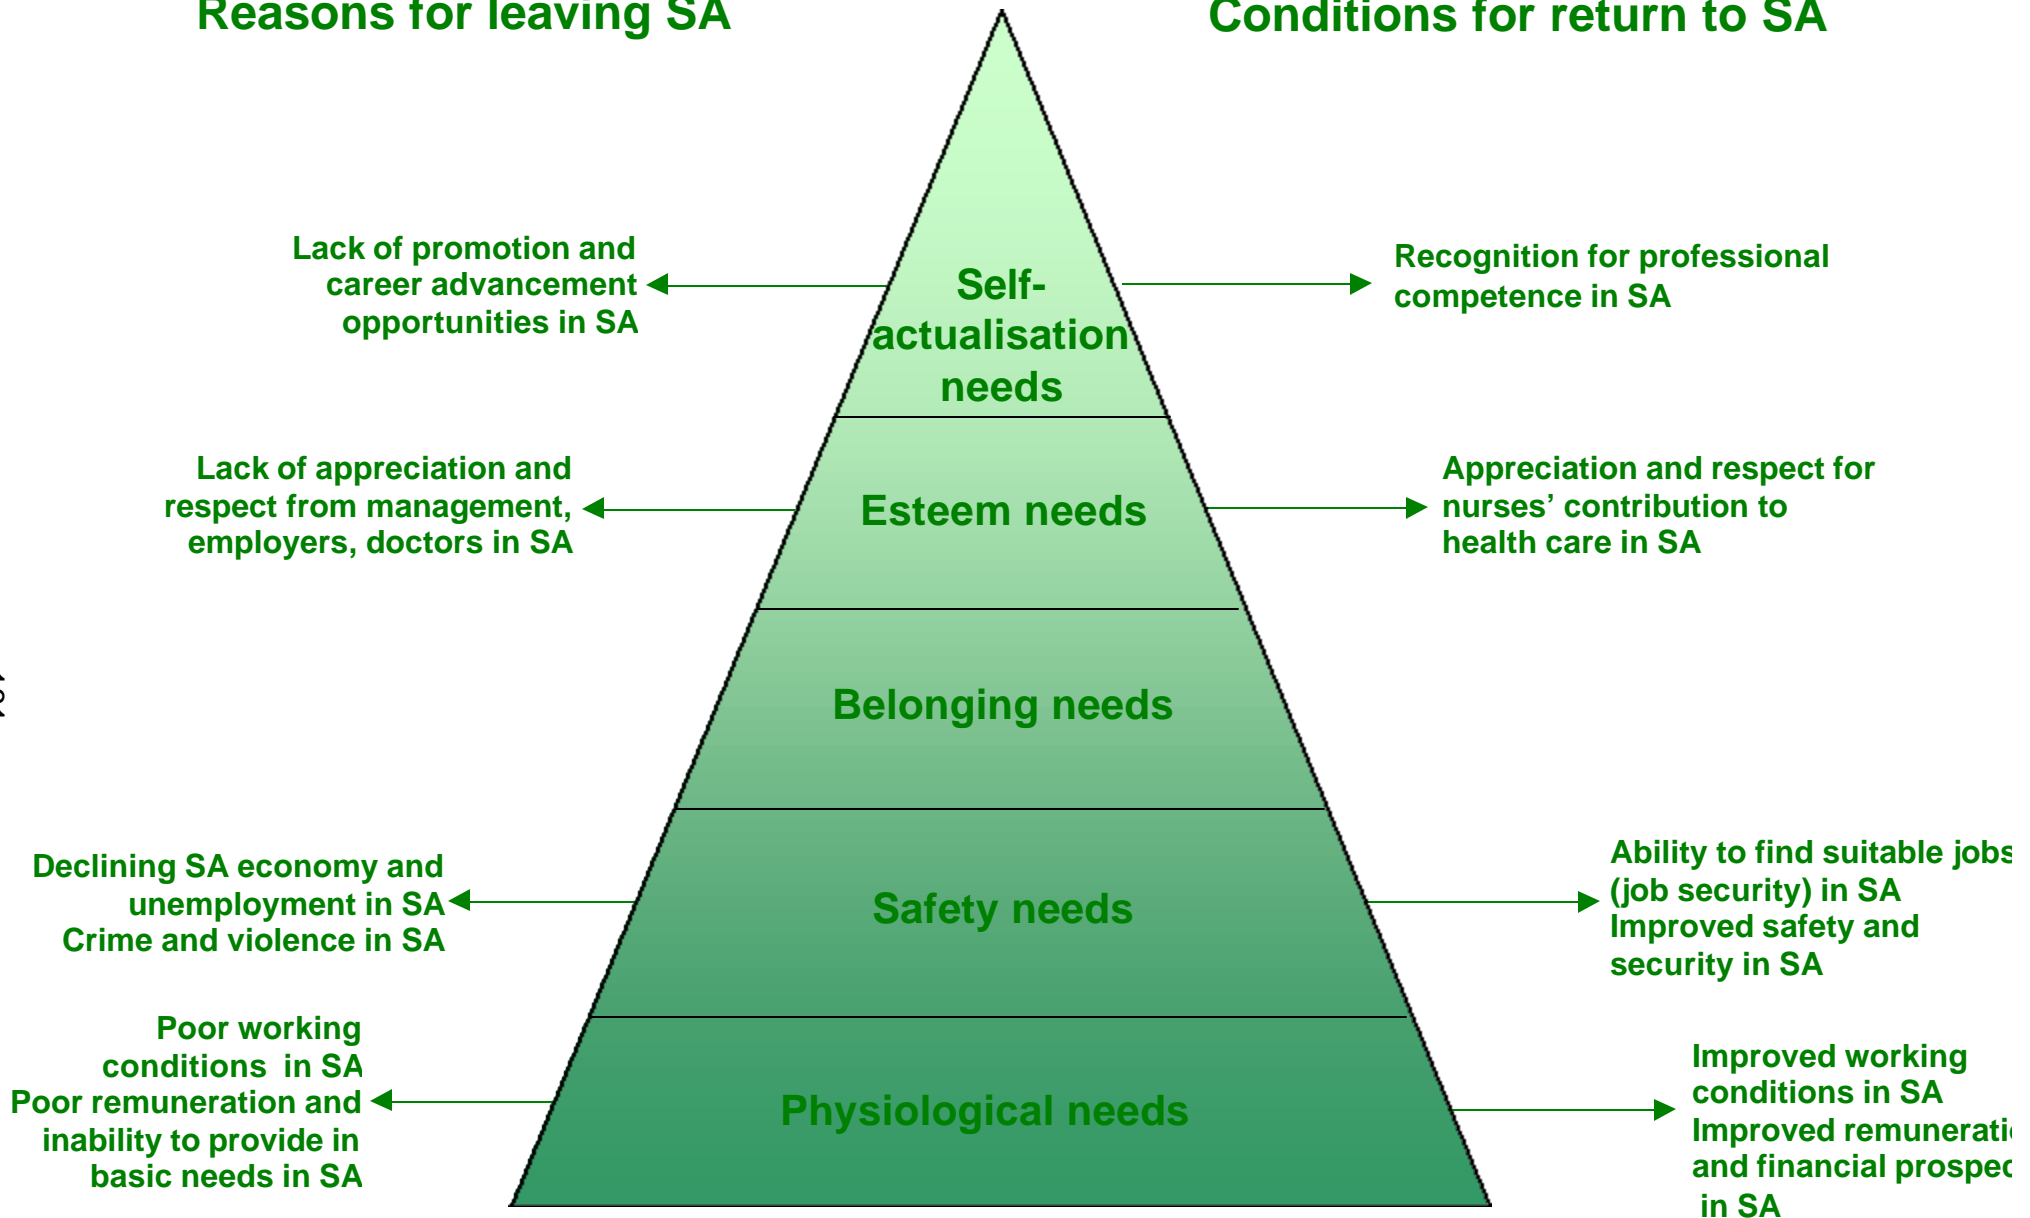 Reasons for leaving SA
Conditions for return to SA
Lack of promotion and
career advancement
opportunities in SA
Self-
actualisation
needs
Recognition for professional
competence in SA
Lack of appreciation and
respect from management,
employers, doctors in SA
Esteem needs
Appreciation and respect for
nurses’ contribution to
health care in SA
Belonging needs
Declining SA economy and
unemployment in SA
Crime and violence in SA
Safety needs
Ability to find suitable jobs
(job security) in SA
Improved safety and
security in SA
Poor working
conditions in SA
Poor remuneration and
inability to provide in
basic needs in SA
Physiological needs
Improved working
conditions in SA
Improved
and financial
in SA